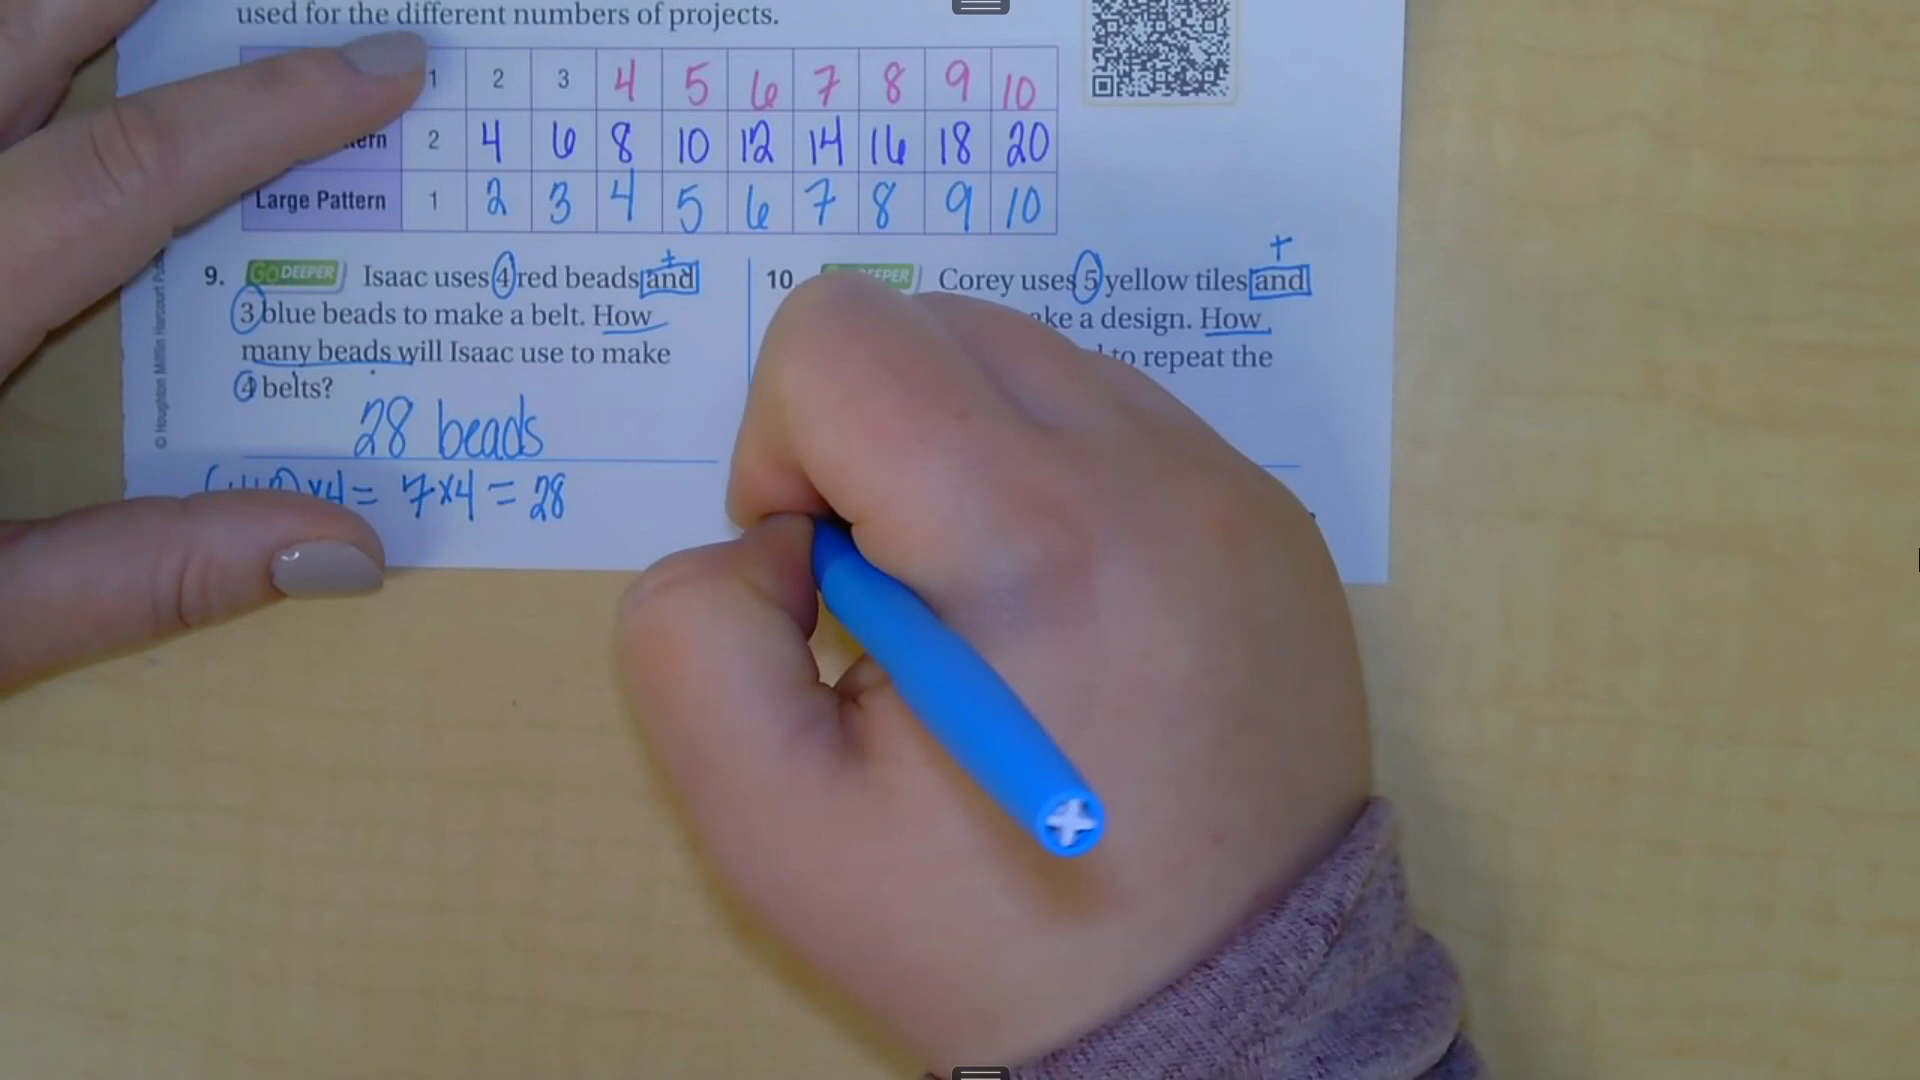 used for the different numbers of projects.
1 2 3 4 5 6 7 8 9 10
2 4 6 8 10 12 14 16 18 20
Large Pattern 1 2 3 4 5 6 7 8 9 10
+
9. GO DEEPER Isaac uses 4 red beads and
3 blue beads to make a belt. How
many beads will Isaac use to make
4 belts?
28 beads
x4 = 7x4 = 28
+
10. Corey uses 5 yellow tiles and
a design. How
to repeat the
© Houghton Mifflin Harcourt